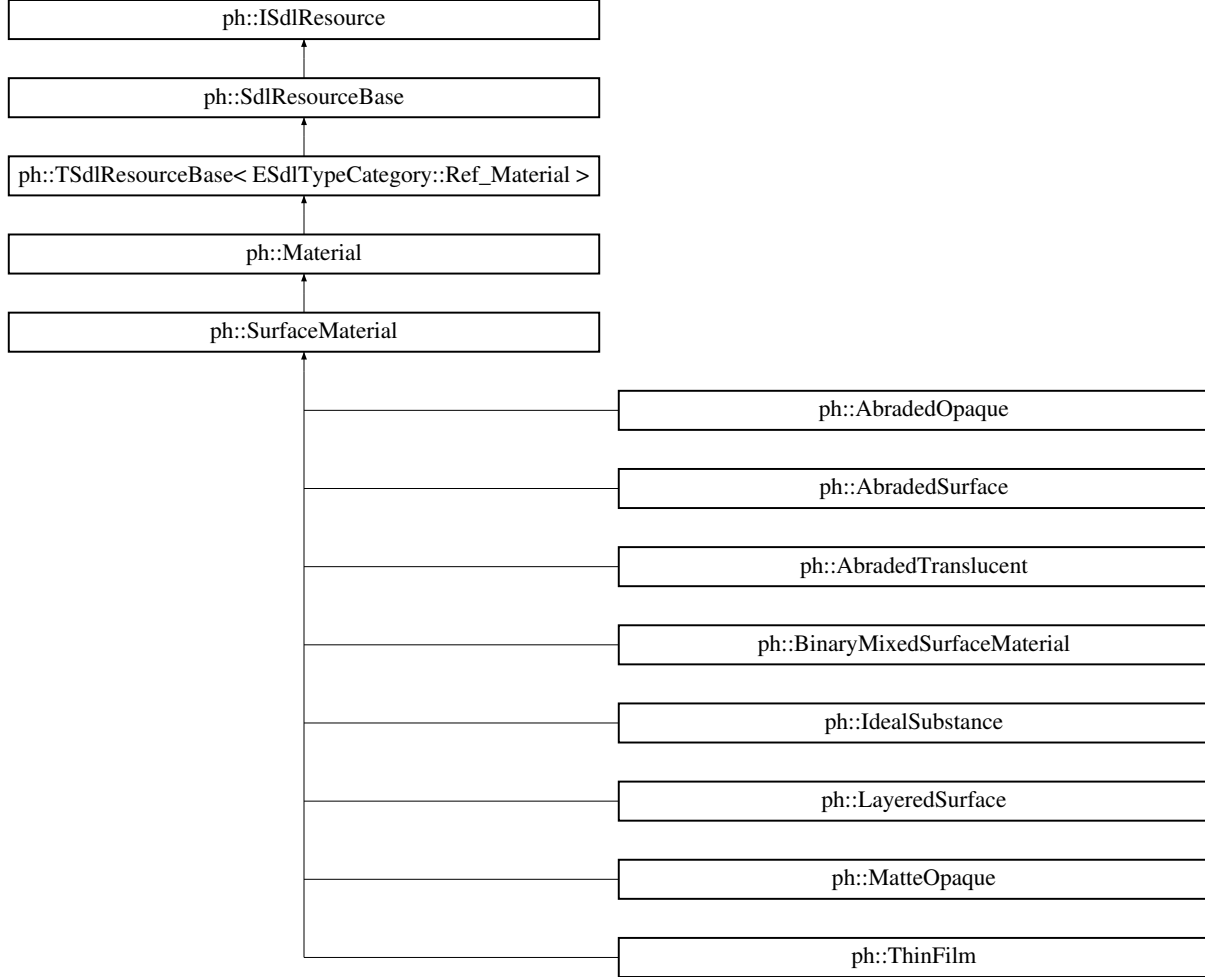 ph::ISdlResource
ph::SdlResourceBase
ph::TSdlResourceBase< ESdlTypeCategory::Ref_Material >
ph::Material
ph::SurfaceMaterial
ph::AbradedOpaque
ph::AbradedSurface
ph::AbradedTranslucent
ph::BinaryMixedSurfaceMaterial
ph::IdealSubstance
ph::LayeredSurface
ph::MatteOpaque
ph::ThinFilm